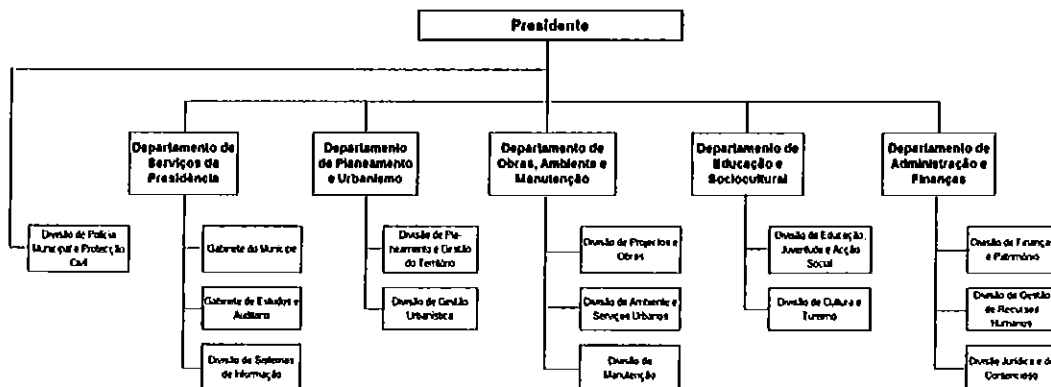 Presidente
Departamento de
Serviços da
Presidência
Departamento
de Planeamento
e Urbanismo
Departamento de
Obras, Ambiente e
Manutenção
Departamento de
Educação e
Sociocultural
Departamento de
Administração e
Finanças
Divisão de Polícia
Municipal e Protecção
Civil
Gabinete do Munícipe
Gabinete de Estudos e
Auditoria
Divisão de Sistemas
de Informação
Divisão de Pla-
neamento e Gestão
do Território
Divisão de Gestão
Urbanística
Divisão de Projectos e
Obras
Divisão de Ambiente e
Serviços Urbanos
Divisão de
Manutenção
Divisão de Educação,
Juventude e Acção
Social
Divisão de Cultura e
Turismo
Divisão de Finanças
e Património
Divisão de Gestão
de Recursos
Humanos
Divisão Jurídica e de
Contencioso